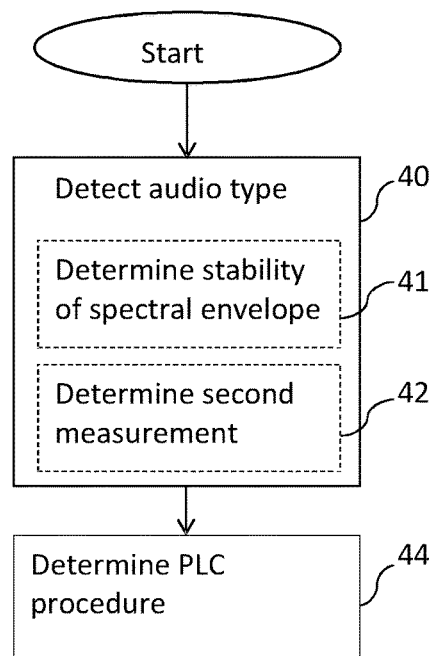 Start
Detect audio type
40
Determine stability
of spectral envelope
41
Determine second
measurement
42
Determine PLC
procedure
44